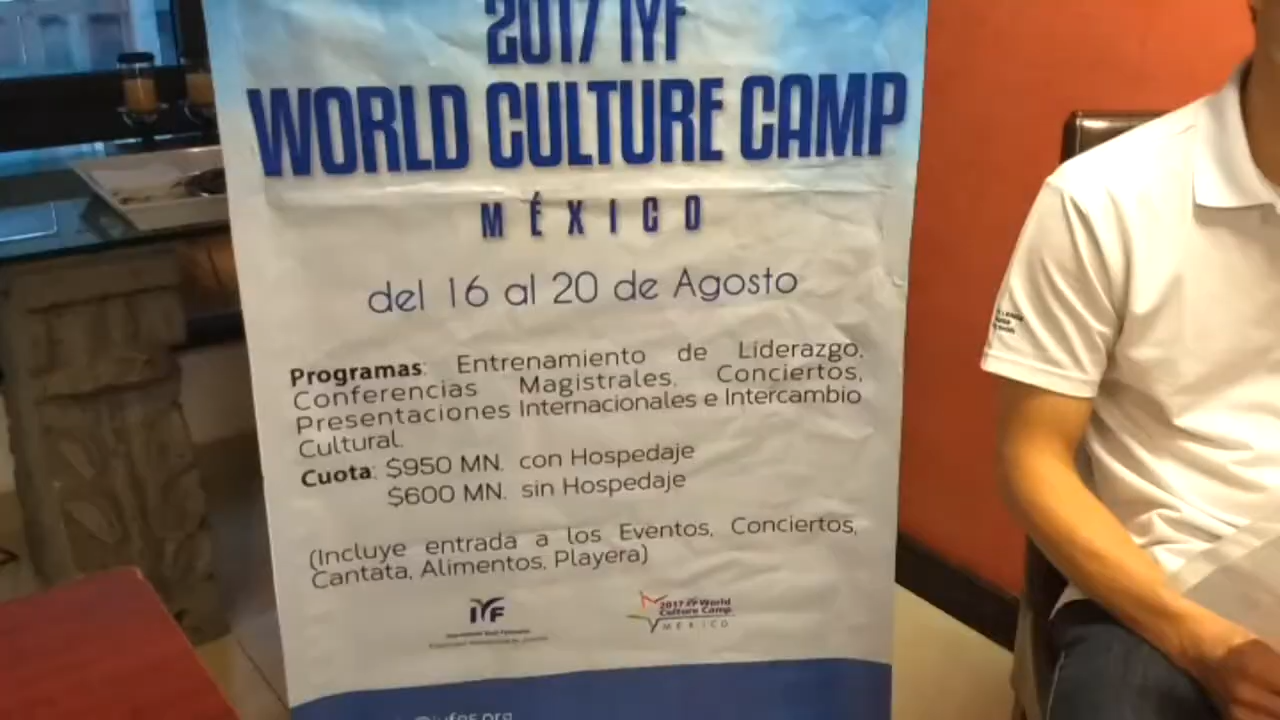 2017 IYF
WORLD CULTURE CAMP
MÉXICO
del 16 al 20 de Agosto
Programas: Entrenamiento de Liderazgo,
Conferencias Magistrales, Conciertos,
Presentaciones Internacionales e Intercambio
Cultural.
Cuota: $950 MN. con Hospedaje
$600 MN. sin Hospedaje
(Incluye entrada a los Eventos, Conciertos,
Cantata, Alimentos, Playera)
IYF
2017 IYF World
Culture Camp
MÉXICO